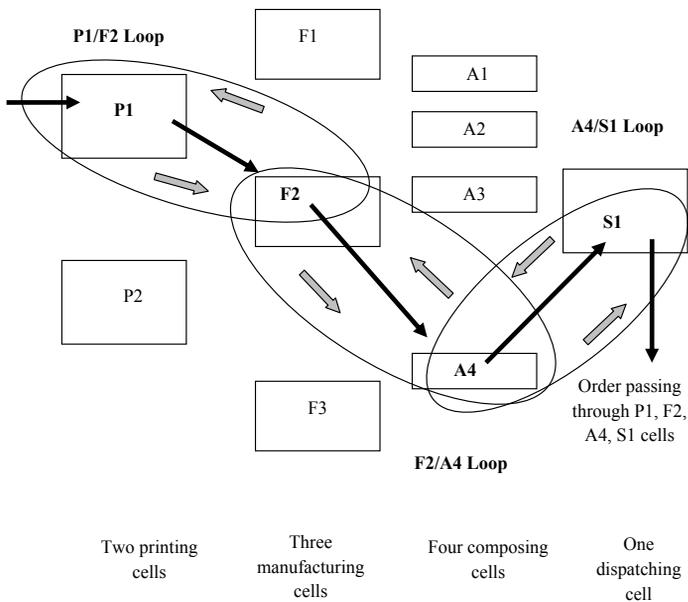 P1/F2 Loop
F1
A1
P1
A2
A4/S1 Loop
A3
F2
S1
P2
A4
Order passing
through P1, F2,
A4, S1 cells
F3
F2/A4 Loop
Two printing
cells
Three
manufacturing
cells
Four composing
cells
One
dispatching
cell